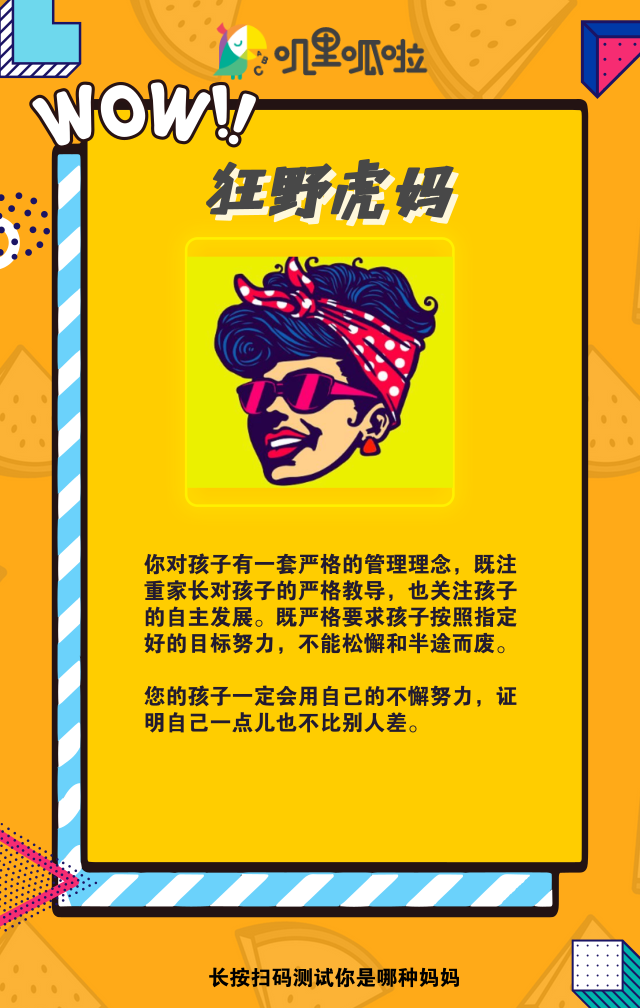 ABC
叽里呱啦
WOW!!
狂野虎妈
你对孩子有一套严格的管理理念，既注
重家长对孩子的严格教导，也关注孩子
的自主发展。既严格要求孩子按照指定
好的目标努力，不能松懈和半途而废。
您的孩子一定会用自己的不懈努力，证
明自己一点儿也不比别人差。
长按扫码测试你是哪种妈妈